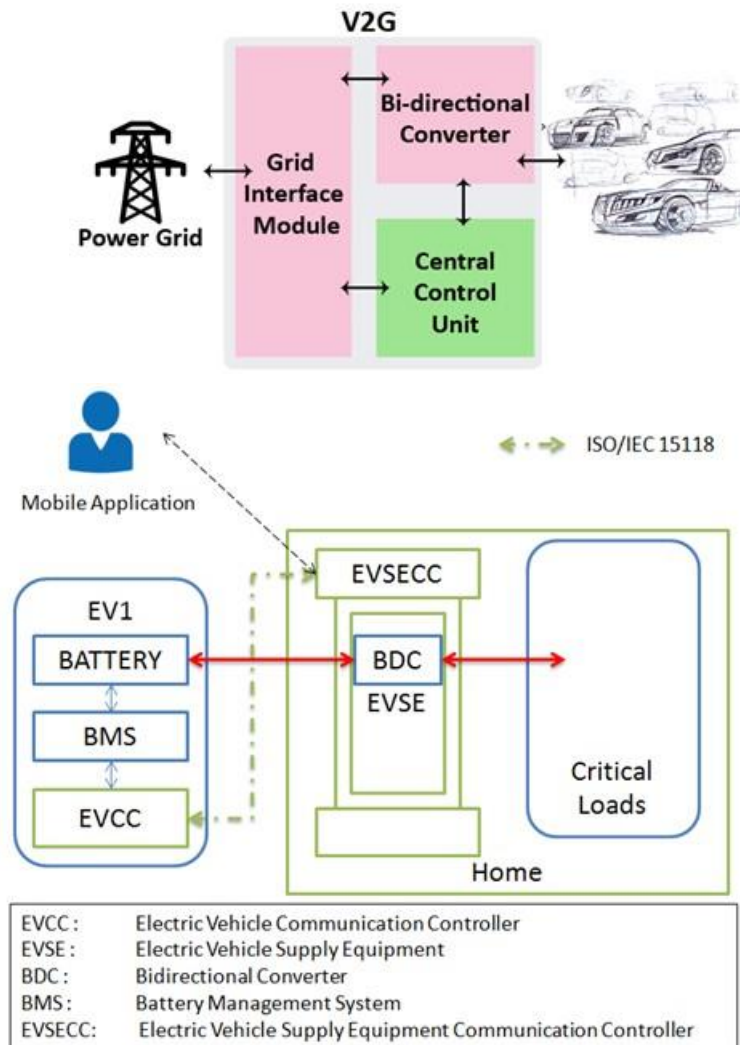 V2G
Bi-directional
Converter
Grid
Interface
Module
Power Grid
Central
Control
Unit
ISO/IEC 15118
Mobile Application
EVSECC
EV1
BATTERY
BDC
EVSE
BMS
Critical
Loads
EVCC
Home
EVCC : Electric Vehicle Communication Controller
EVSE : Electric Vehicle Supply Equipment
BDC : Bidirectional Converter
BMS : Battery Management System
EVSECC: Electric Vehicle Supply Equipment Communication Controller